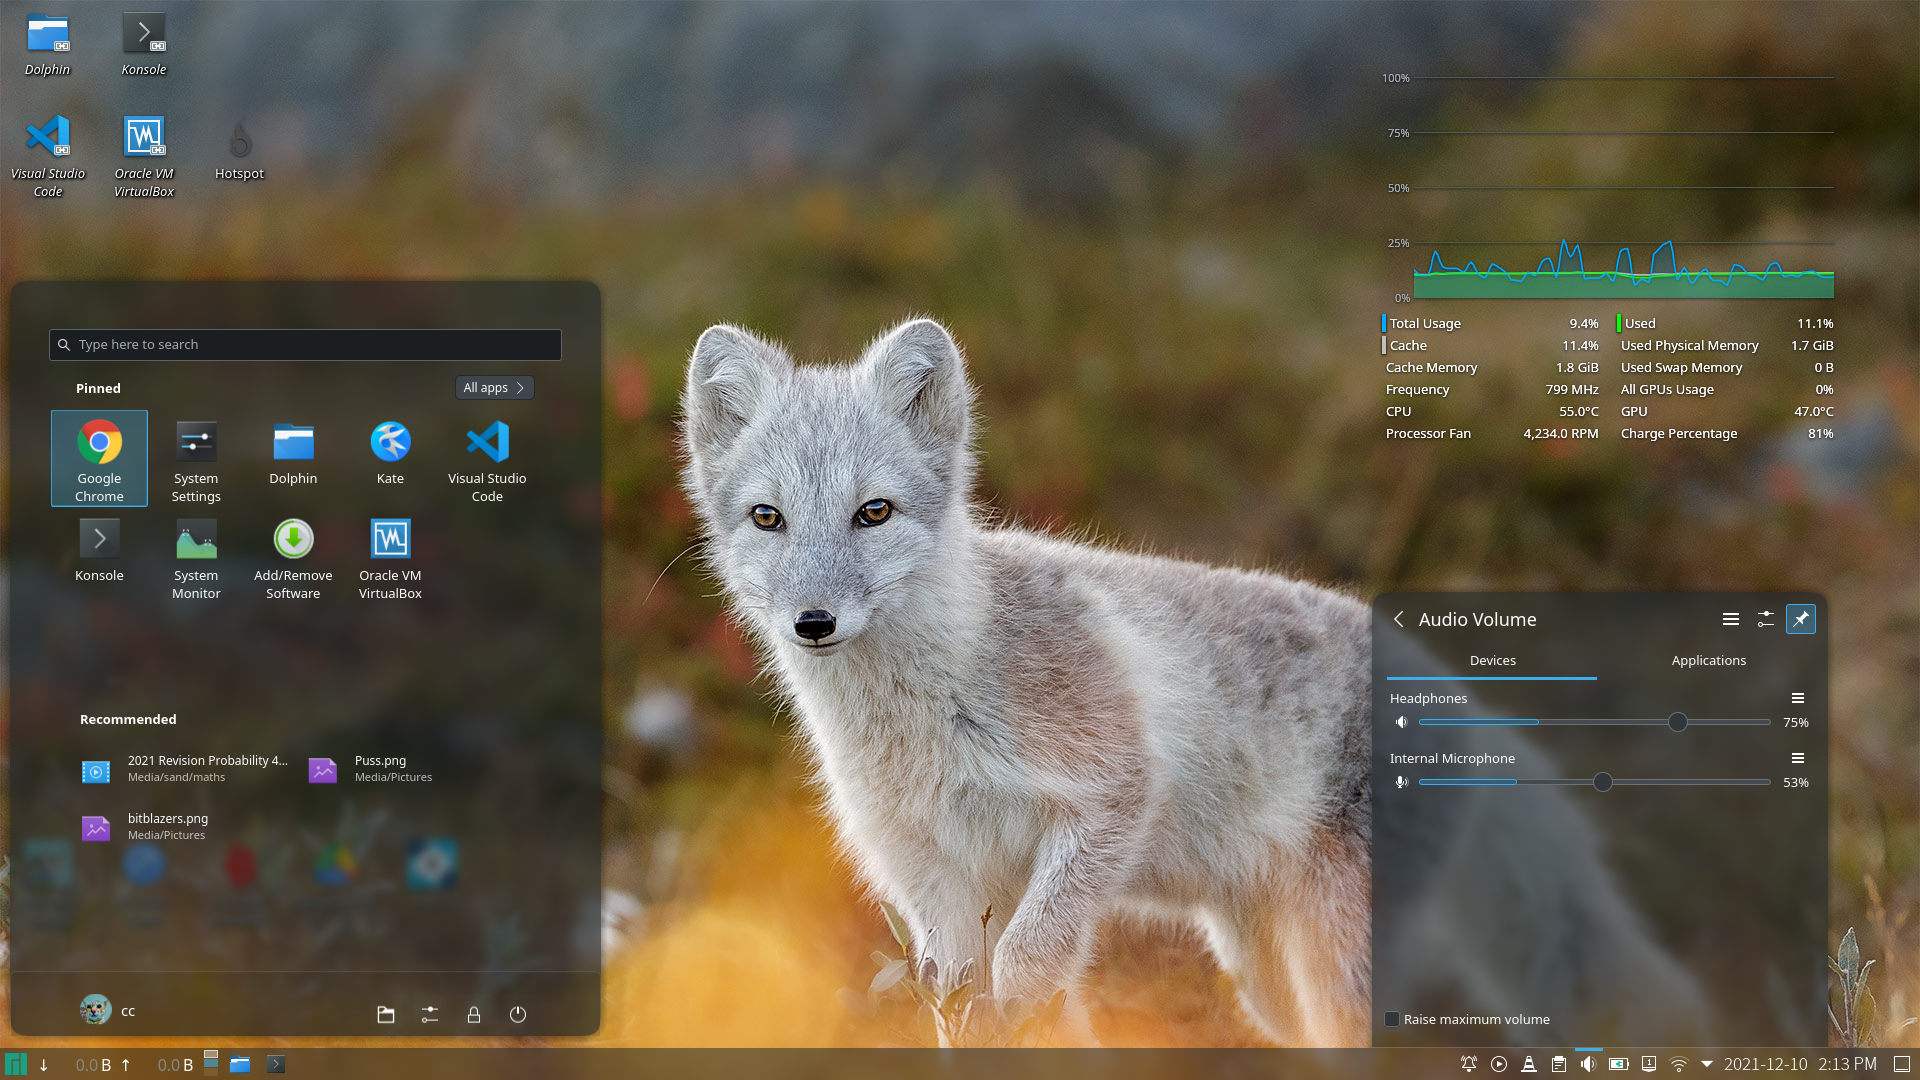 Dolphin
Konsole
Visual Studio
Code
Oracle VM
VirtualBox
Hotspot
100%
75%
50%
25%
0%
Total Usage 9.4%
Used 11.1%
Cache 11.4%
Used Physical Memory 1.7 GiB
Cache Memory 1.8 GiB
Used Swap Memory 0 B
Frequency 799 MHz
All GPUs Usage 0%
CPU 55.0°C
GPU 47.0°C
Processor Fan 4,234.0 RPM
Charge Percentage 81%
Type here to search
Pinned
All apps
Google
Chrome
System
Settings
Dolphin
Kate
Visual Studio
Code
Konsole
System
Monitor
Add/Remove
Software
Oracle VM
VirtualBox
Recommended
2021 Revision Probability 4...
Media/sand/maths
Puss.png
Media/Pictures
bitblazers.png
Media/Pictures
cc
Audio Volume
Devices
Applications
Headphones
75%
Internal Microphone
53%
Raise maximum volume
↓ 0.0 B ↑ 0.0 B
1
2021-12-10 2:13 PM